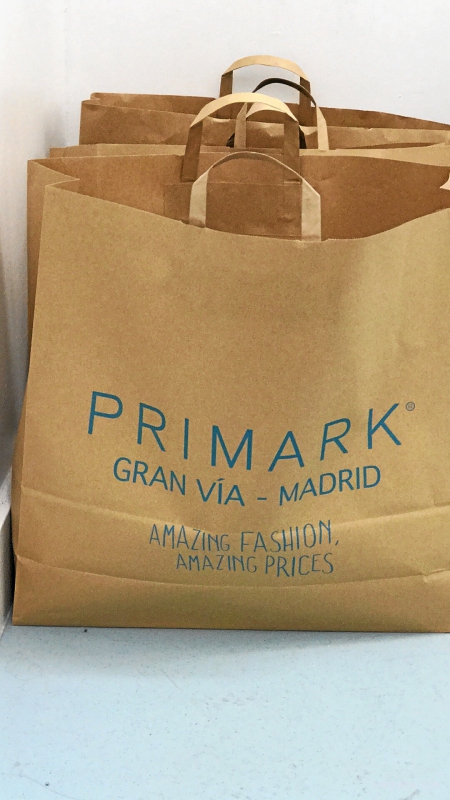 PRIMARK®
GRAN VÍA - MADRID
AMAZING FASHION,
AMAZING PRICES